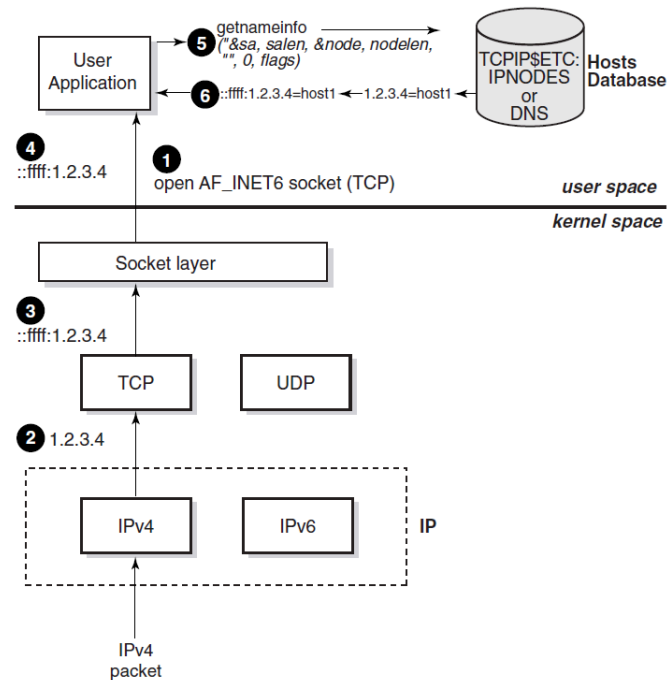 getnameinfo
5
("&sa, salen, &node, nodelen,
"", 0, flags)
User
Application
TCPIP$ETC:
IPNODES
or
DNS
Hosts
Database
6 ::ffff:1.2.3.4=host1
1.2.3.4=host1
4
::ffff:1.2.3.4
1
open AF_INET6 socket (TCP)
user space
kernel space
Socket layer
3
::ffff:1.2.3.4
TCP
UDP
2 1.2.3.4
IPv4
IPv6
IP
IPv4
packet